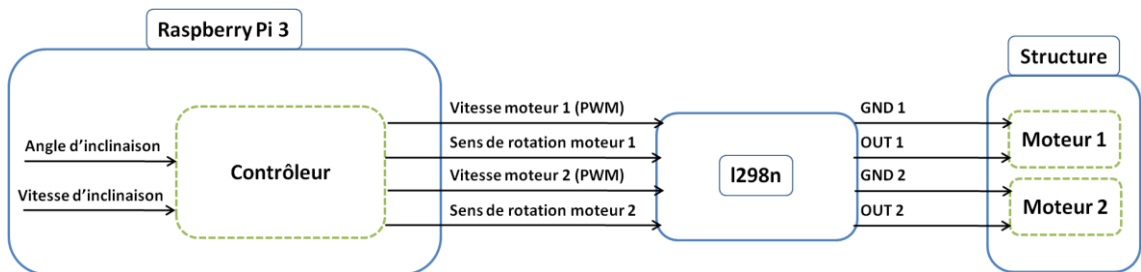 Raspberry Pi 3
Structure
Vitesse moteur 1 (PWM)
GND 1
Angle d'inclinaison
Sens de rotation moteur 1
OUT 1
Moteur 1
Contrôleur
Vitesse moteur 2 (PWM)
l298n
GND 2
Vitesse d'inclinaison
Sens de rotation moteur 2
OUT 2
Moteur 2